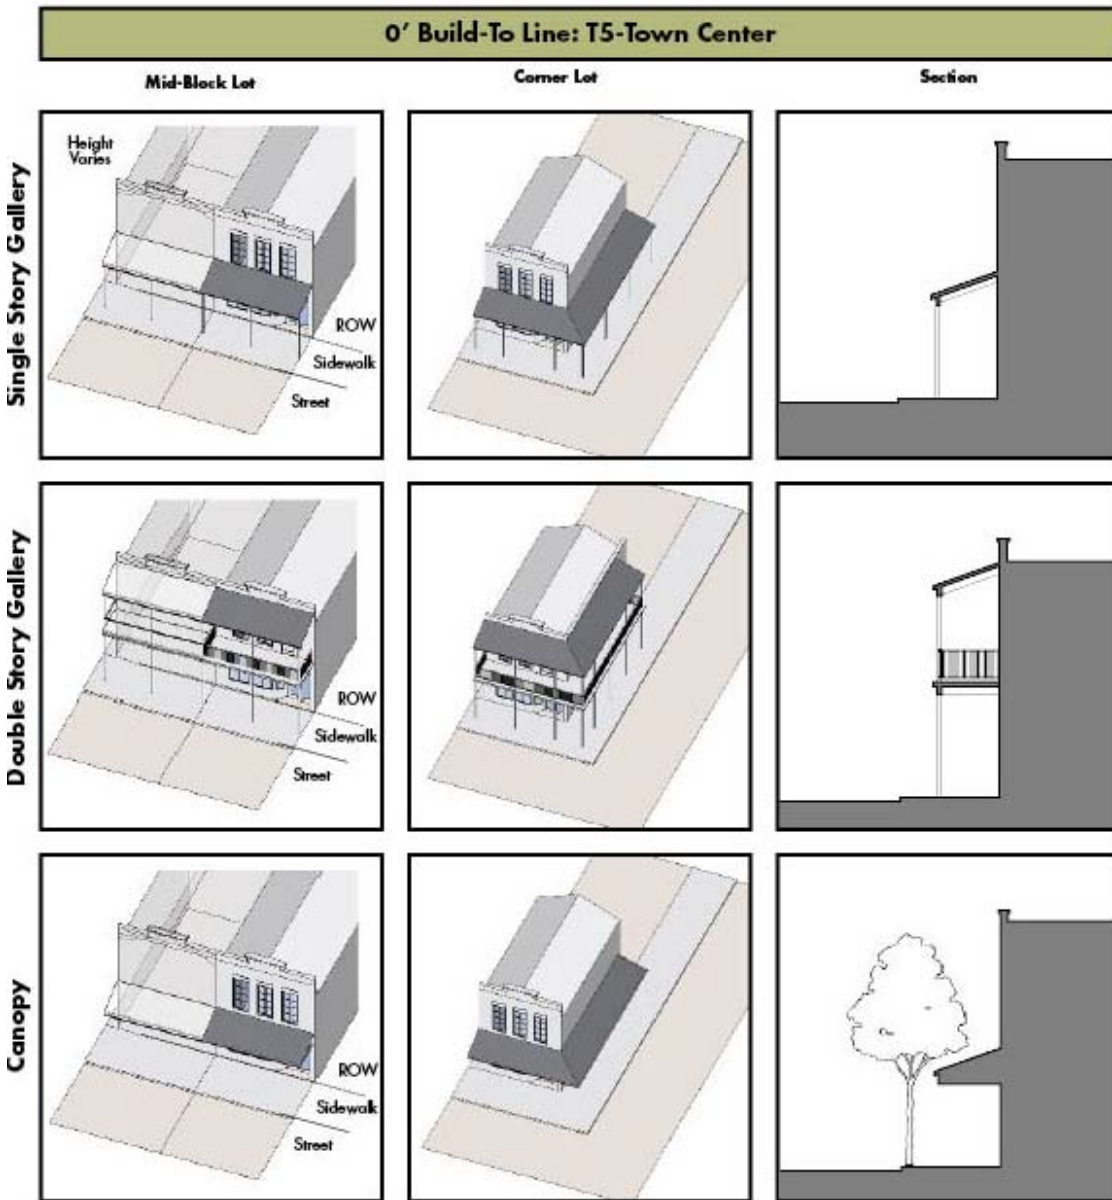 0' Build-To Line: T5-Town Center
Mid-Block Lot
Corner Lot
Section
Single Story Gallery
Height
Varies
ROW
Sidewalk
Street
Double Story Gallery
ROW
Sidewalk
Street
Canopy
ROW
Sidewalk
Street